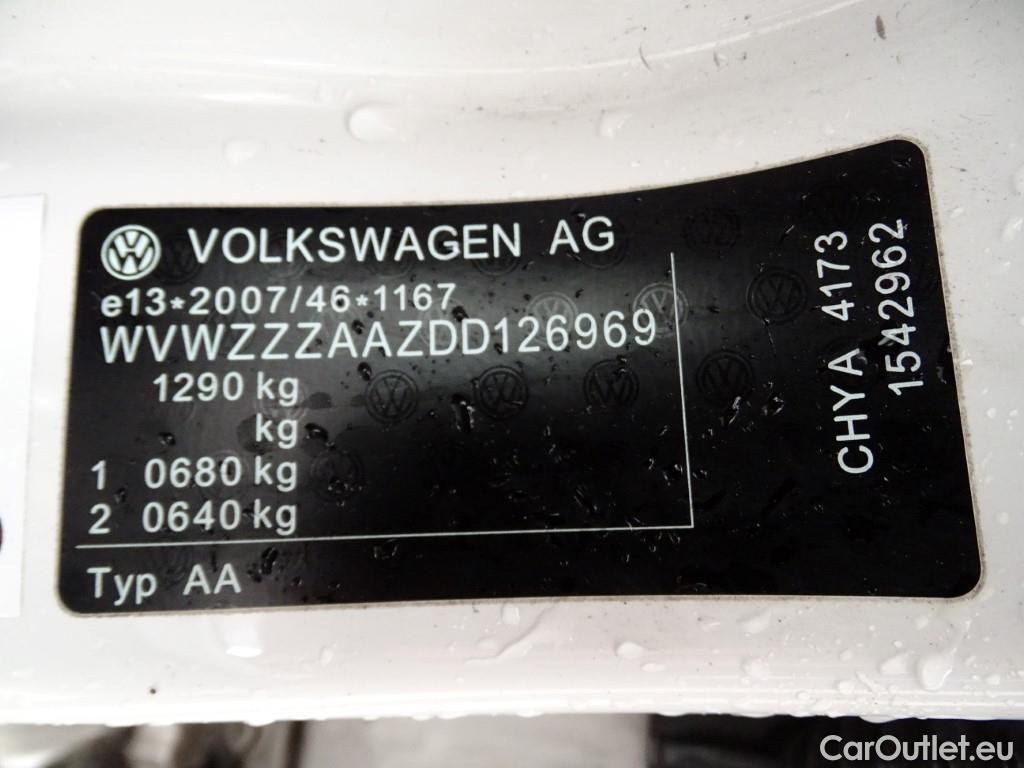 VOLKSWAGEN AG
e13*2007/46*1167
WVWZZZAAZDD126969
1290 kg
kg
1 0680 kg
2 0640 kg
Typ AA
CHYA 4173
1542962
CarOutlet.eu